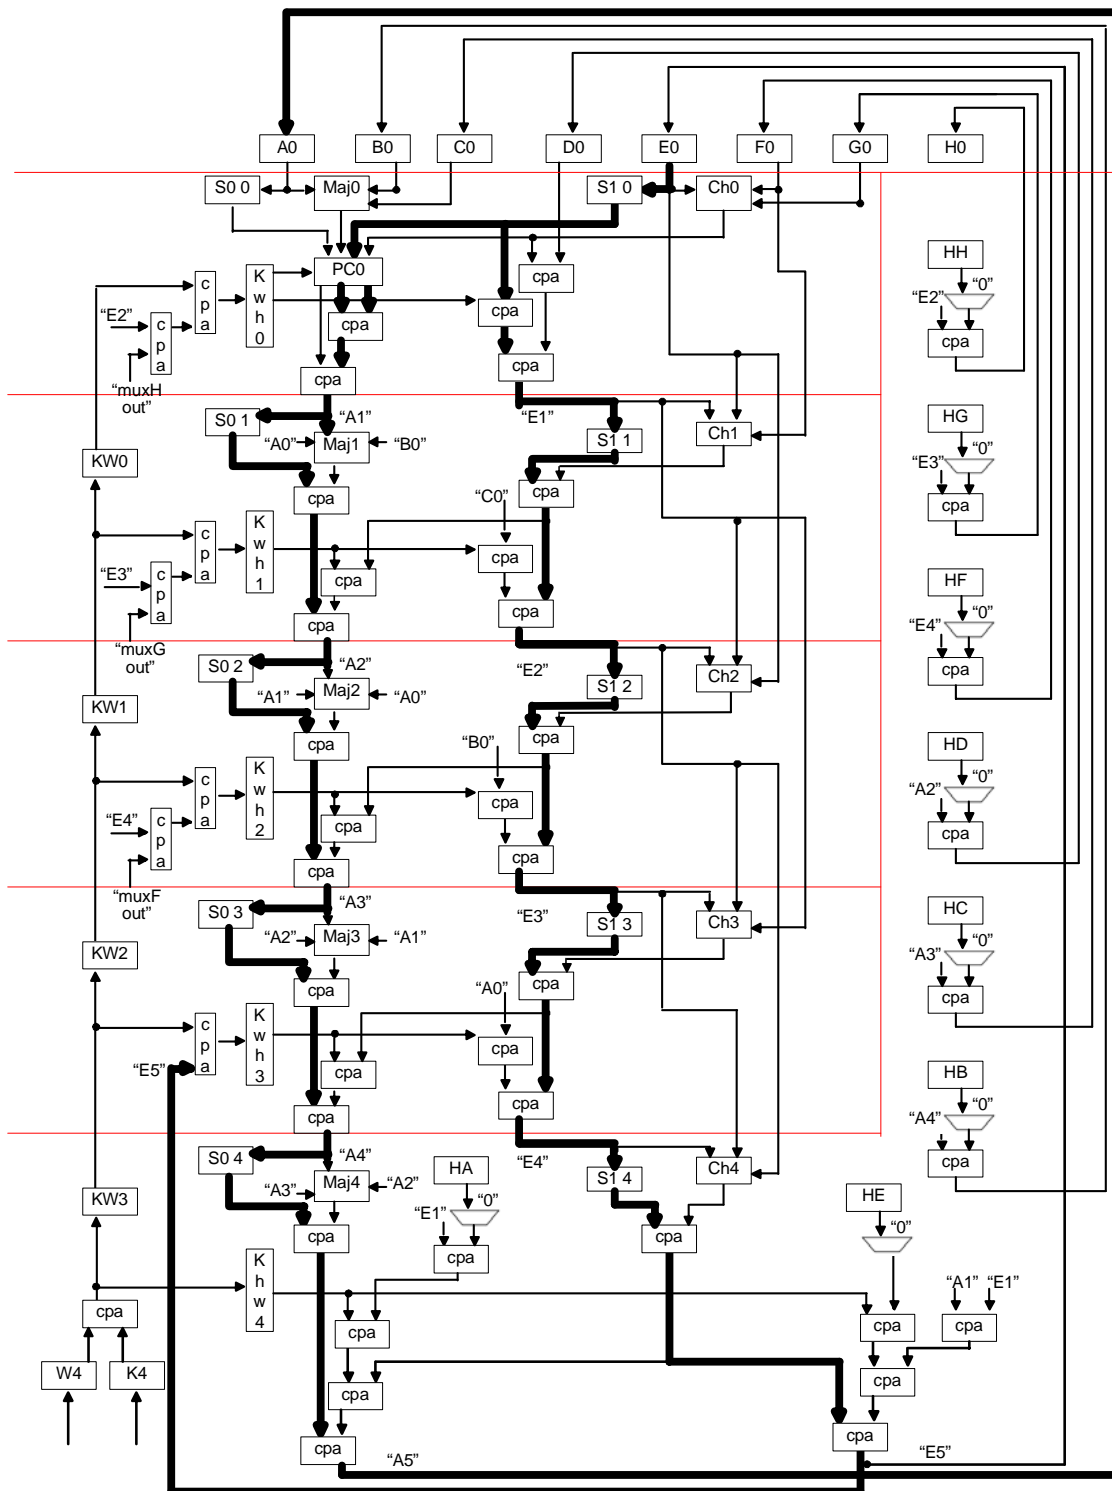 A0 B0 C0 D0 E0 F0 G0 H0
S0 0 Maj0 S1 0 Ch0
PC0 cpa HH
K
w
h
0
c
p
a
“0”
“E2”
“E2”
c
p
a
cpa
cpa
cpa
cpa
cpa
“muxH
out”
S0 1 “A1” “E1” HG
“A0” Maj1 “B0” S1 1 Ch1
KW0 “0”
“E3”
cpa “C0” cpa cpa
c
p
a
K
w
h
1
cpa
“E3”
c
p
a
cpa HF
cpa cpa “0”
“E4”
“muxG
out”
S0 2 “A2” “E2” cpa
“A1” Maj2 “A0” S1 2 Ch2
KW1
cpa “B0” cpa HD
c
p
a
K
w
h
2
“0”
“A2”
cpa
“E4”
c
p
a
cpa cpa
cpa cpa
“muxF
out”
S0 3 “A3” “E3” HC
“A2” Maj3 “A1” S1 3 Ch3
KW2 “0”
“A3”
cpa “A0” cpa cpa
c
p
a
K
w
h
3
cpa
“E5”
cpa HB
cpa cpa “0”
“A4”
S0 4 “A4” “E4” cpa
“A3” Maj4 “A2” HA S1 4 Ch4
KW3 HE
“0”
“E1”
“0”
cpa cpa cpa
K
h
w
4
“A1” “E1”
cpa
cpa cpa cpa
W4 K4
cpa cpa
cpa cpa
“A5” “E5”